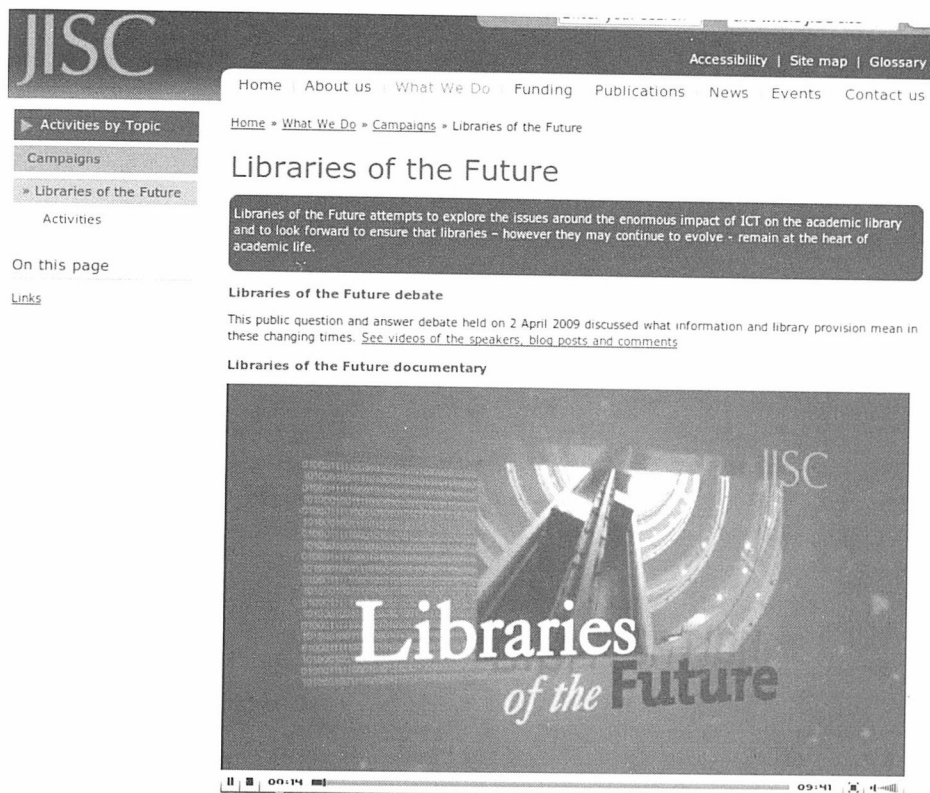 JISC
Accessibility | Site map | Glossary
Home | About us | What We Do | Funding Publications News Events Contact us
Activities by Topic
Campaigns
» Libraries of the Future
Activities
On this page
Links
Home » What We Do » Campaigns » Libraries of the Future
Libraries of the Future
Libraries of the Future attempts to explore the issues around the enormous impact of ICT on the academic library
and to look forward to ensure that libraries – however they may continue to evolve - remain at the heart of
academic life.
Libraries of the Future debate
This public question and answer debate held on 2 April 2009 discussed what information and library provision mean in
these changing times. See videos of the speakers, blog posts and comments
Libraries of the Future documentary
JISC
Libraries
of the Future
00:14
09:41